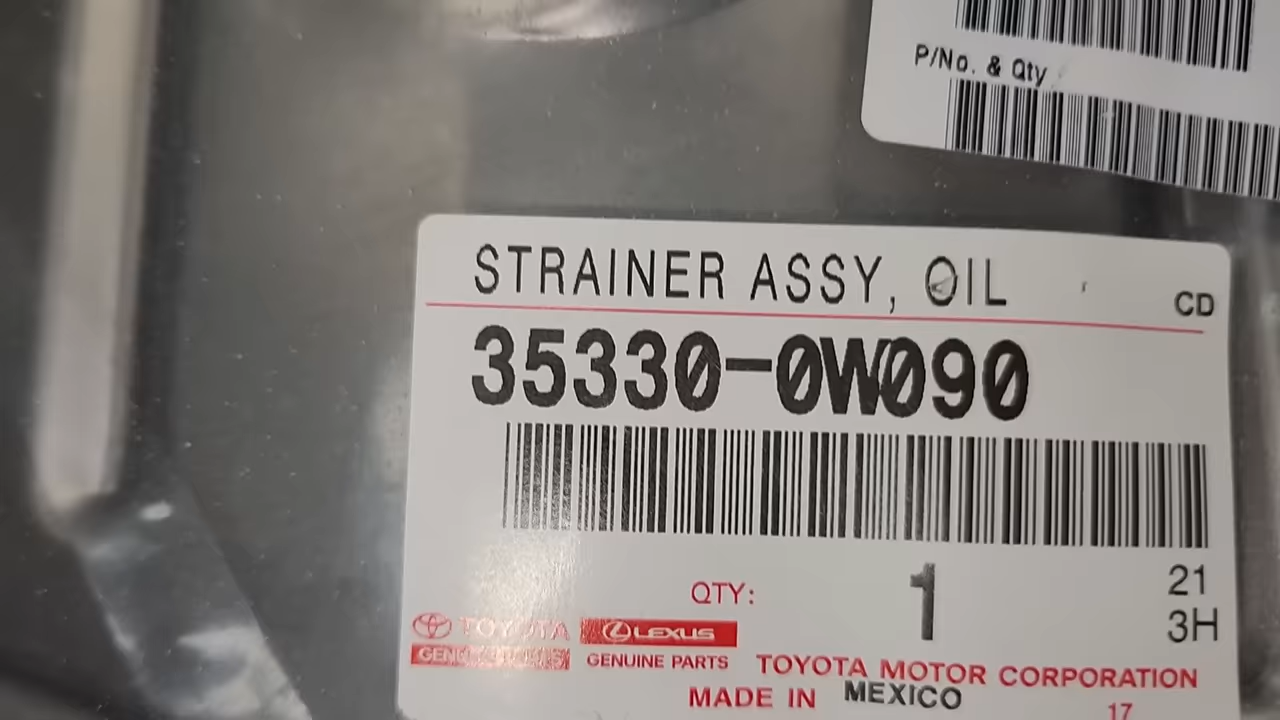 P/No. & Qty
STRAINER ASSY, OIL
CD
35330-0W090
QTY: 1
21
3H
TOYOTA LEXUS
GENUINE PARTS TOYOTA MOTOR CORPORATION
MADE IN MEXICO
17